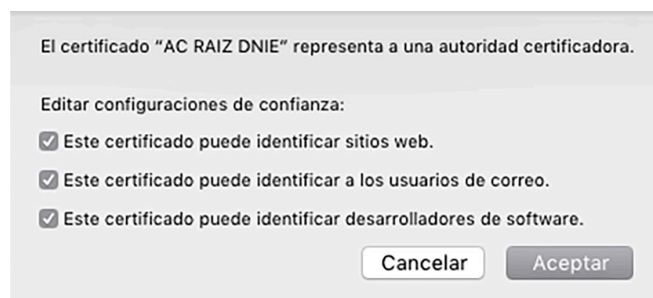 El certificado “AC RAIZ DNIE” representa a una autoridad certificadora.
Editar configuraciones de confianza:
Este certificado puede identificar sitios web.
Este certificado puede identificar a los usuarios de correo.
Este certificado puede identificar desarrolladores de software.
Cancelar Aceptar